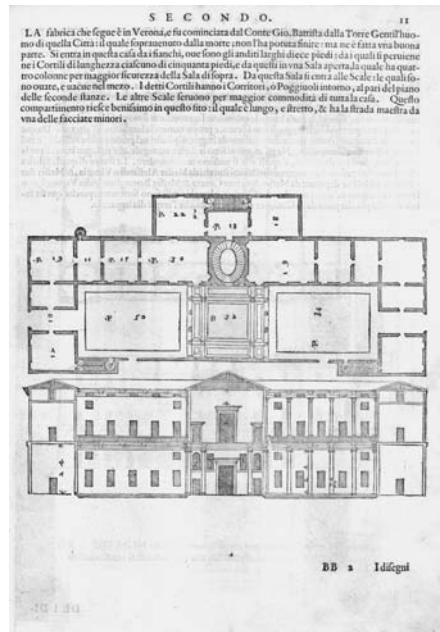 SECONDO. 11
LA fabrica che segue è in Verona, e fu cominciata dal Conte Gio. Battista dalla Torre Gentil'huo-
mo di quella Città: il quale soprauenuto dalla morte; non l'ha potuta finire: ma ne è fatta vna buona
parte. Si entra in questa casa da i fianchi, oue sono gli anditi larghi diece piedi: da i quali si peruiene
ne i Cortili di lunghezza ciascuno di cinquanta piedi, e da questi in vna Sala aperta, la quale ha quat-
tro colonne per maggior sicurezza della Sala di sopra. Da questa Sala si entra alle Scale: le quali so-
no ouate, e uacue nel mezo. I detti Cortili hanno i Corritori, o Poggiuoli intorno, al pari del piano
delle seconde stanze. Le altre Scale seruono per maggior commodità di tutta la casa. Questo
compartimento riesce benissimo in questo sito: il quale è lungo, e stretto, & ha la strada maestra da
vna delle facciate minori.
BB 2 I disegni